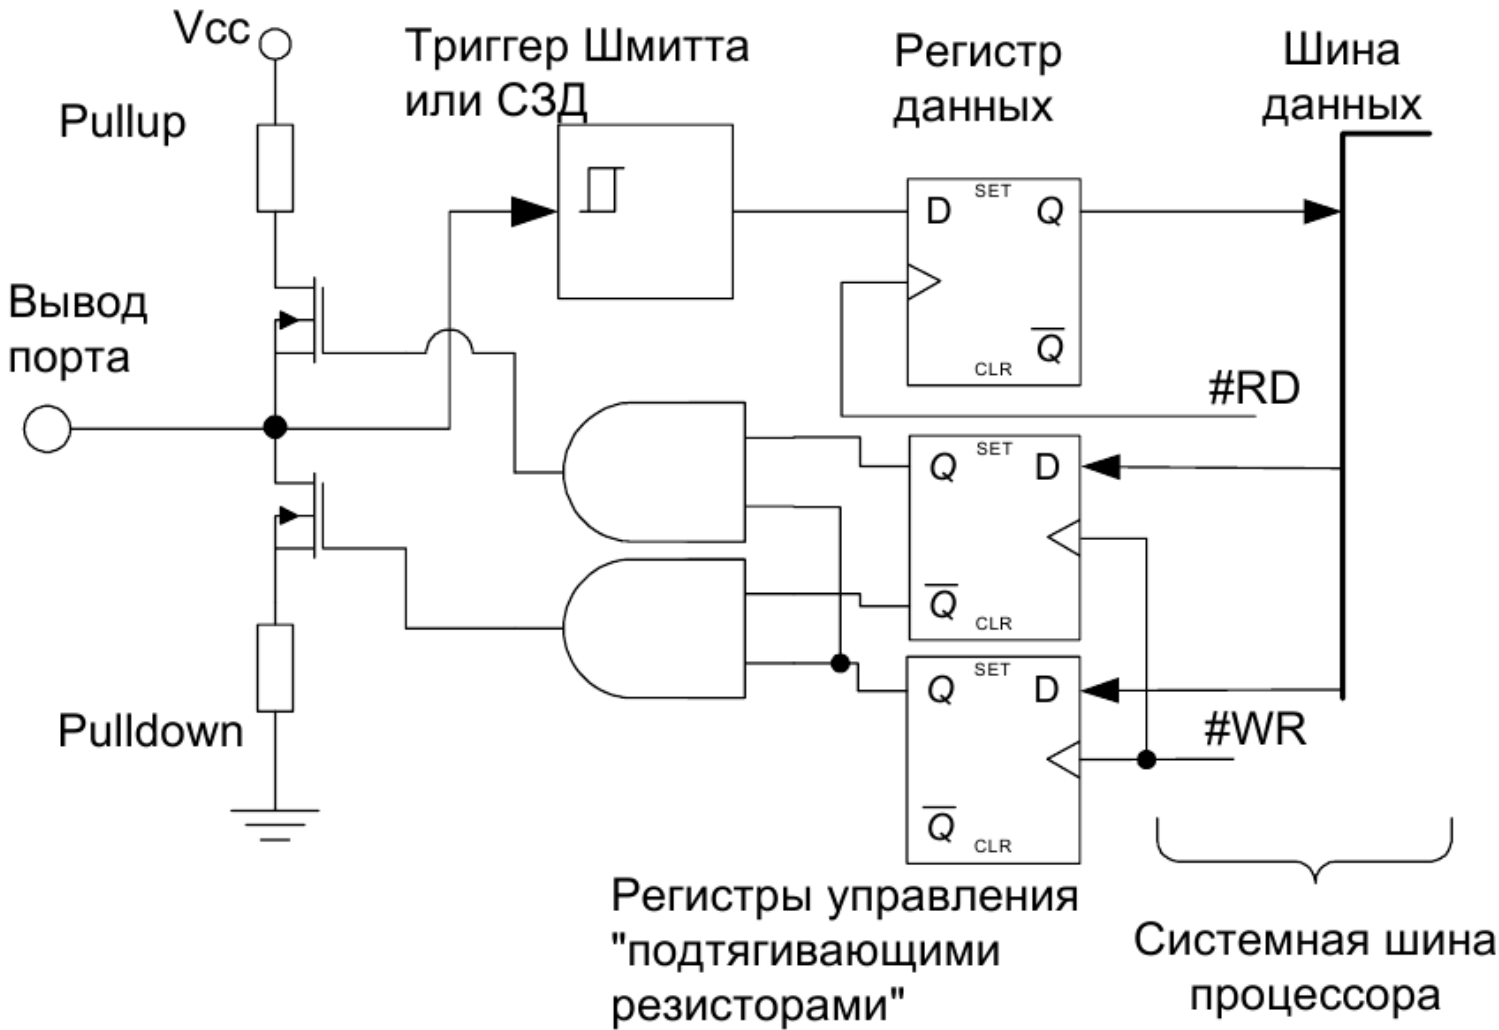 Vcc
Триггер Шмитта
или СЗД
Регистр
данных
Шина
данных
Pullup
SET
D
Q
Q
CLR
Вывод
порта
#RD
SET
Q
D
Q
CLR
SET
Q
D
Q
CLR
Pulldown
#WR
Регистры управления
"подтягивающими
резисторами"
Системная шина
процессора